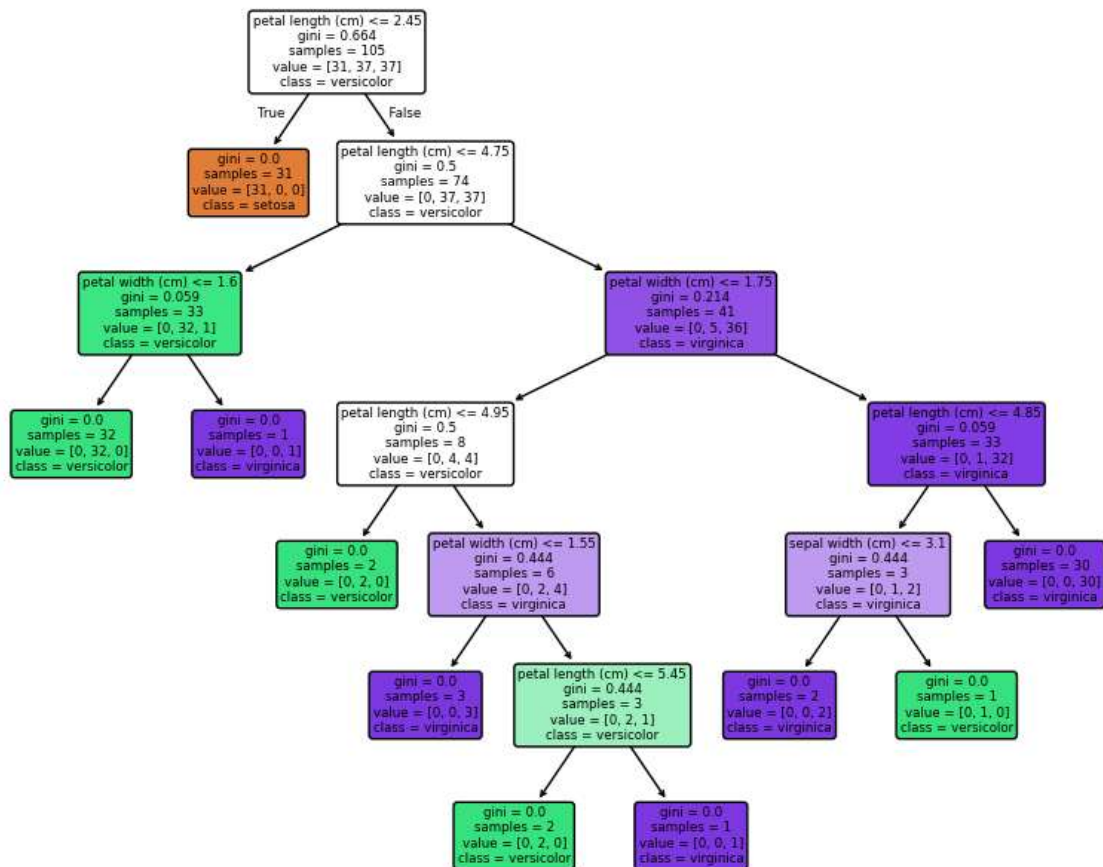 petal length (cm) <= 2.45
gini = 0.664
samples = 105
value = [31, 37, 37]
class = versicolor
True
False
gini = 0.0
samples = 31
value = [31, 0, 0]
class = setosa
petal length (cm) <= 4.75
gini = 0.5
samples = 74
value = [0, 37, 37]
class = versicolor
petal width (cm) <= 1.6
gini = 0.059
samples = 33
value = [0, 32, 1]
class = versicolor
petal width (cm) <= 1.75
gini = 0.214
samples = 41
value = [0, 5, 36]
class = virginica
gini = 0.0
samples = 32
value = [0, 32, 0]
class = versicolor
gini = 0.0
samples = 1
value = [0, 0, 1]
class = virginica
petal length (cm) <= 4.95
gini = 0.5
samples = 8
value = [0, 4, 4]
class = versicolor
petal length (cm) <= 4.85
gini = 0.059
samples = 33
value = [0, 1, 32]
class = virginica
gini = 0.0
samples = 2
value = [0, 2, 0]
class = versicolor
petal width (cm) <= 1.55
gini = 0.444
samples = 6
value = [0, 2, 4]
class = virginica
sepal width (cm) <= 3.1
gini = 0.444
samples = 3
value = [0, 1, 2]
class = virginica
gini = 0.0
samples = 30
value = [0, 0, 30]
class = virginica
gini = 0.0
samples = 3
value = [0, 0, 3]
class = virginica
petal length (cm) <= 5.45
gini = 0.444
samples = 3
value = [0, 2, 1]
class = versicolor
gini = 0.0
samples = 2
value = [0, 0, 2]
class = virginica
gini = 0.0
samples = 1
value = [0, 1, 0]
class = versicolor
gini = 0.0
samples = 2
value = [0, 2, 0]
class = versicolor
gini = 0.0
samples = 1
value = [0, 0, 1]
class = virginica